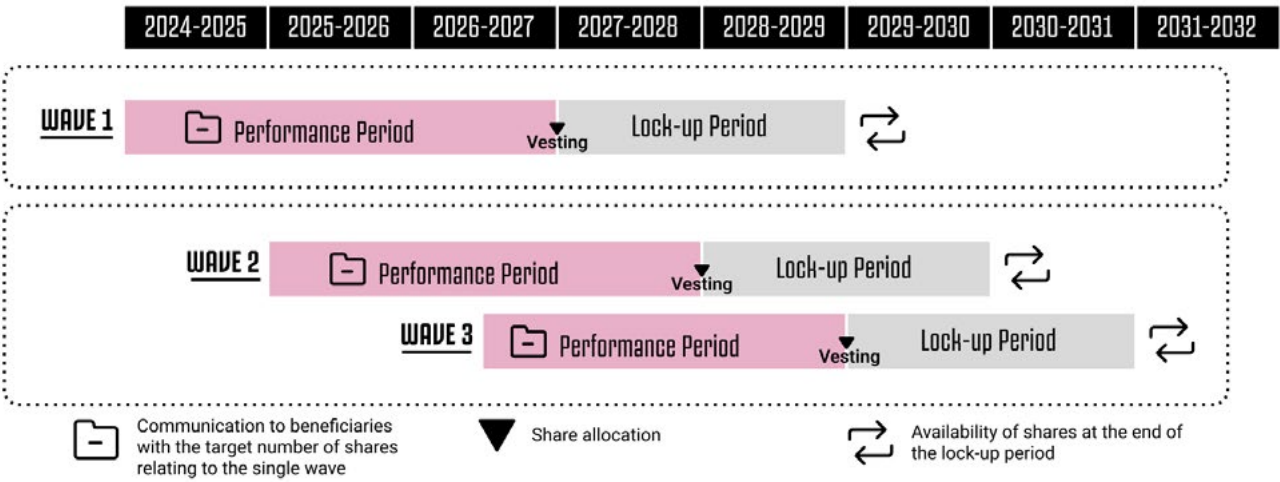 2024-2025 2025-2026 2026-2027 2027-2028 2028-2029 2029-2030 2030-2031 2031-2032
WAVE 1 Performance Period Vesting Lock-up Period
WAVE 2 Performance Period Vesting Lock-up Period
WAVE 3 Performance Period Vesting Lock-up Period
Communication to beneficiaries
with the target number of shares
relating to the single wave
Share allocation
Availability of shares at the end of
the lock-up period